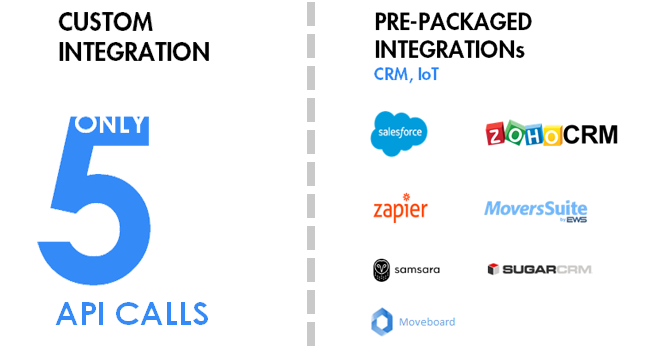 CUSTOM
INTEGRATION
ONLY
5
API CALLS
PRE-PACKAGED
INTEGRATIONs
CRM, IoT
salesforce
ZOHO CRM
zapier
MoversSuite
by EWS
samsara
SUGARCRM
Moveboard